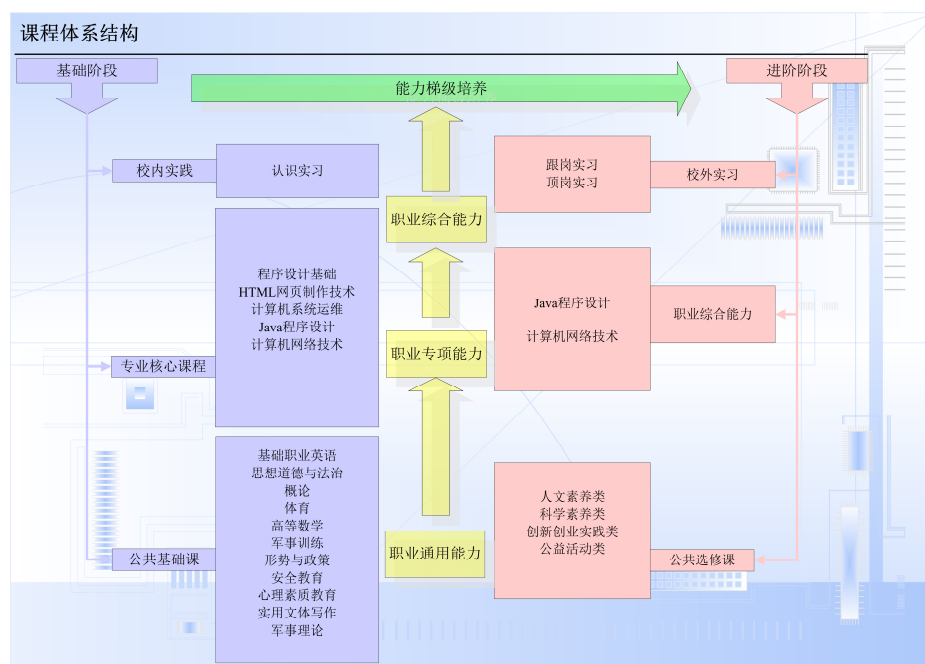 课程体系结构
基础阶段
进阶阶段
能力梯级培养
校内实践
认识实习
跟岗实习
顶岗实习
校外实习
职业综合能力
程序设计基础
HTML网页制作技术
计算机系统运维
Java程序设计
计算机网络技术
Java程序设计
计算机网络技术
职业综合能力
专业核心课程
职业专项能力
基础职业英语
思想道德与法治
概论
体育
高等数学
军事训练
形势与政策
安全教育
心理素质教育
实用文体写作
军事理论
公共基础课
职业通用能力
人文素养类
科学素养类
创新创业实践类
公益活动类
公共选修课